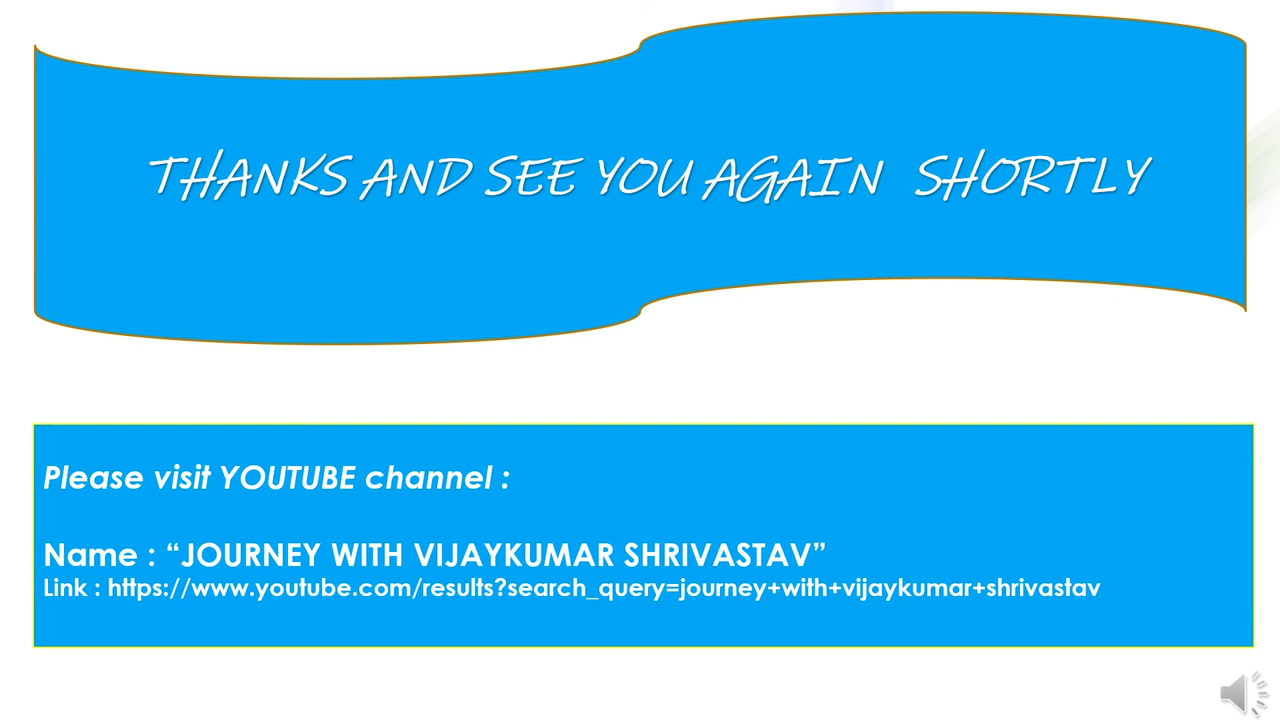 THANKS AND SEE YOU AGAIN SHORTLY
Please visit YOUTUBE channel :
Name : “JOURNEY WITH VIJAYKUMAR SHRIVASTAV”
Link : https://www.youtube.com/results?search_query=journey+with+vijaykumar+shrivastav